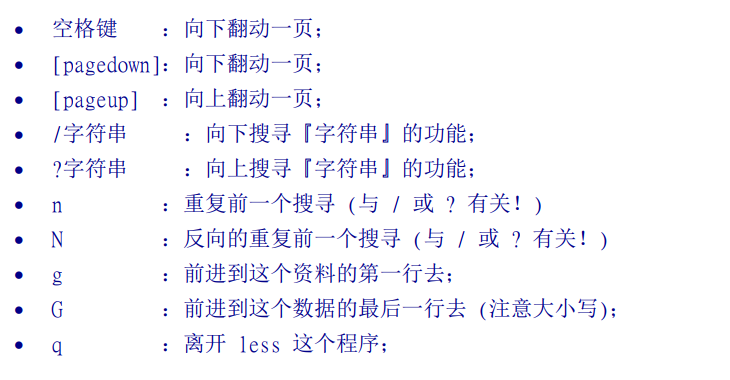 • 空格键 ：向下翻动一页；
• [pagedown]：向下翻动一页；
• [pageup] ：向上翻动一页；
• /字符串 ：向下搜寻『字符串』的功能；
• ?字符串 ：向上搜寻『字符串』的功能；
• n ：重复前一个搜寻 (与 / 或 ? 有关！)
• N ：反向的重复前一个搜寻 (与 / 或 ? 有关！)
• g ：前进到这个资料的第一行去；
• G ：前进到这个数据的最后一行去 (注意大小写)；
• q ：离开 less 这个程序；